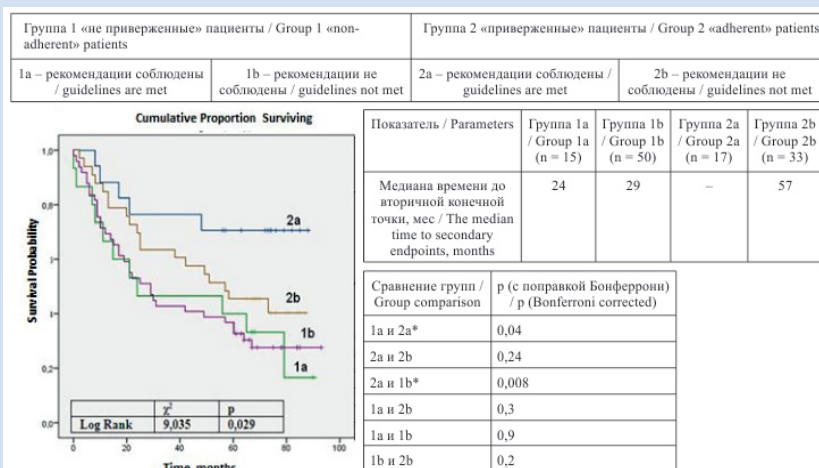 Группа 1 «не приверженные» пациенты / Group 1 «non-
adherent» patients
Группа 2 «приверженные» пациенты / Group 2 «adherent» patients
1a – рекомендации соблюдены
/ guidelines are met
1b – рекомендации не
соблюдены / guidelines not met
2a – рекомендации соблюдены /
guidelines are met
2b – рекомендации не
соблюдены / guidelines not met
Cumulative Proportion Surviving
Survival Probability
1,0
0,8
0,2
0,0
2a
2b
1b
1a
χ² p
Log Rank 9,035 0,029
0 20 40 60 80 100
Time, months
Показатель / Parameters
Группа 1a
/ Group 1a
(n = 15)
Группа 1b
/ Group 1b
(n = 50)
Группа 2a
/ Group 2a
(n = 17)
Группа 2b
/ Group 2b
(n = 33)
Медиана времени до
вторичной конечной
точки, мес / The median
time to secondary
endpoints, months
24
29
–
57
Сравнение групп /
Group comparison
p (с поправкой Бонферрони)
/ p (Bonferroni corrected)
1a и 2a* 0,04
2a и 2b 0,24
2a и 1b* 0,008
1a и 2b 0,3
1a и 1b 0,9
1b и 2b 0,2